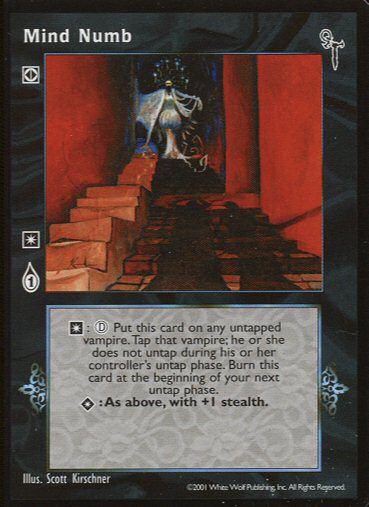 Mind Numb
1
: D Put this card on any untapped
vampire. Tap that vampire; he or she
does not untap during his or her
controller's untap phase. Burn this
card at the beginning of your next
untap phase.
:As above, with +1 stealth.
Illus. Scott Kirschner
©2001 White Wolf Publishing, Inc. All Rights Reserved.